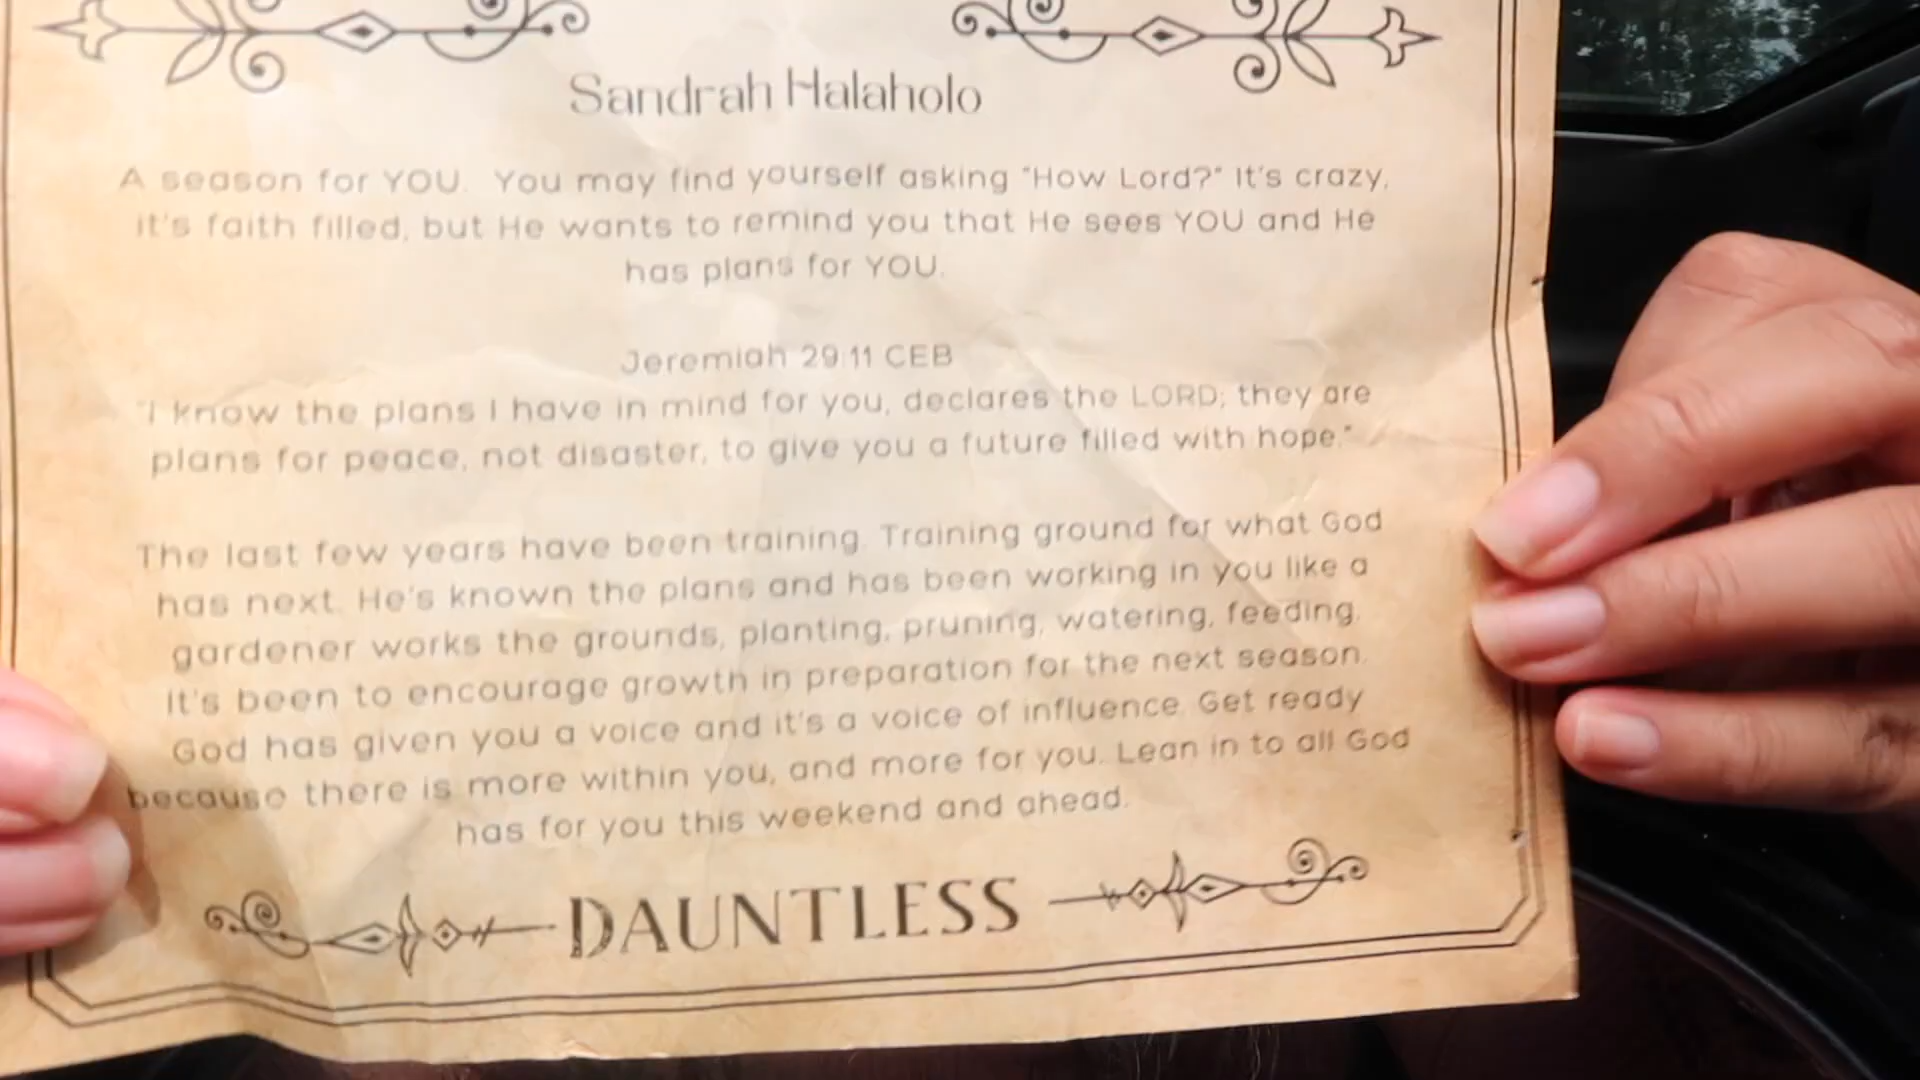 Sandrah Halaholo
A season for YOU. You may find yourself asking "How Lord?" It's crazy,
it's faith filled, but He wants to remind you that He sees YOU and He
has plans for YOU.
Jeremiah 29:11 CEB
"I know the plans I have in mind for you, declares the LORD; they are
plans for peace, not disaster, to give you a future filled with hope."
The last few years have been training. Training ground for what God
has next. He's known the plans and has been working in you like a
gardener works the grounds, planting, pruning, watering, feeding.
It's been to encourage growth in preparation for the next season.
God has given you a voice and it's a voice of influence. Get ready
because there is more within you, and more for you. Lean in to all God
has for you this weekend and ahead.
DAUNTLESS